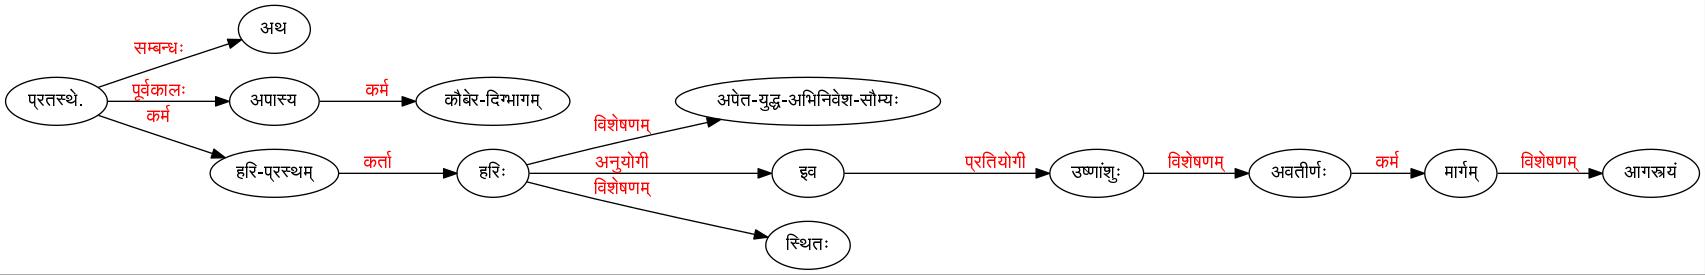 अथ
सम्बन्धः
प्रतस्थे. पूर्वकालः अपास्य कर्म कौबेर-दिग्भागम् अपेत-युद्ध-अभिनिवेश-सौम्यः
कर्म विशेषणम्
हरि-प्रस्थम् कर्ता हरिः अनुयोगी इव प्रतियोगी उष्णांशुः विशेषणम् अवतीर्णः कर्म मार्गम् विशेषणम् आगस्त्रयं
विशेषणम्
स्थितः